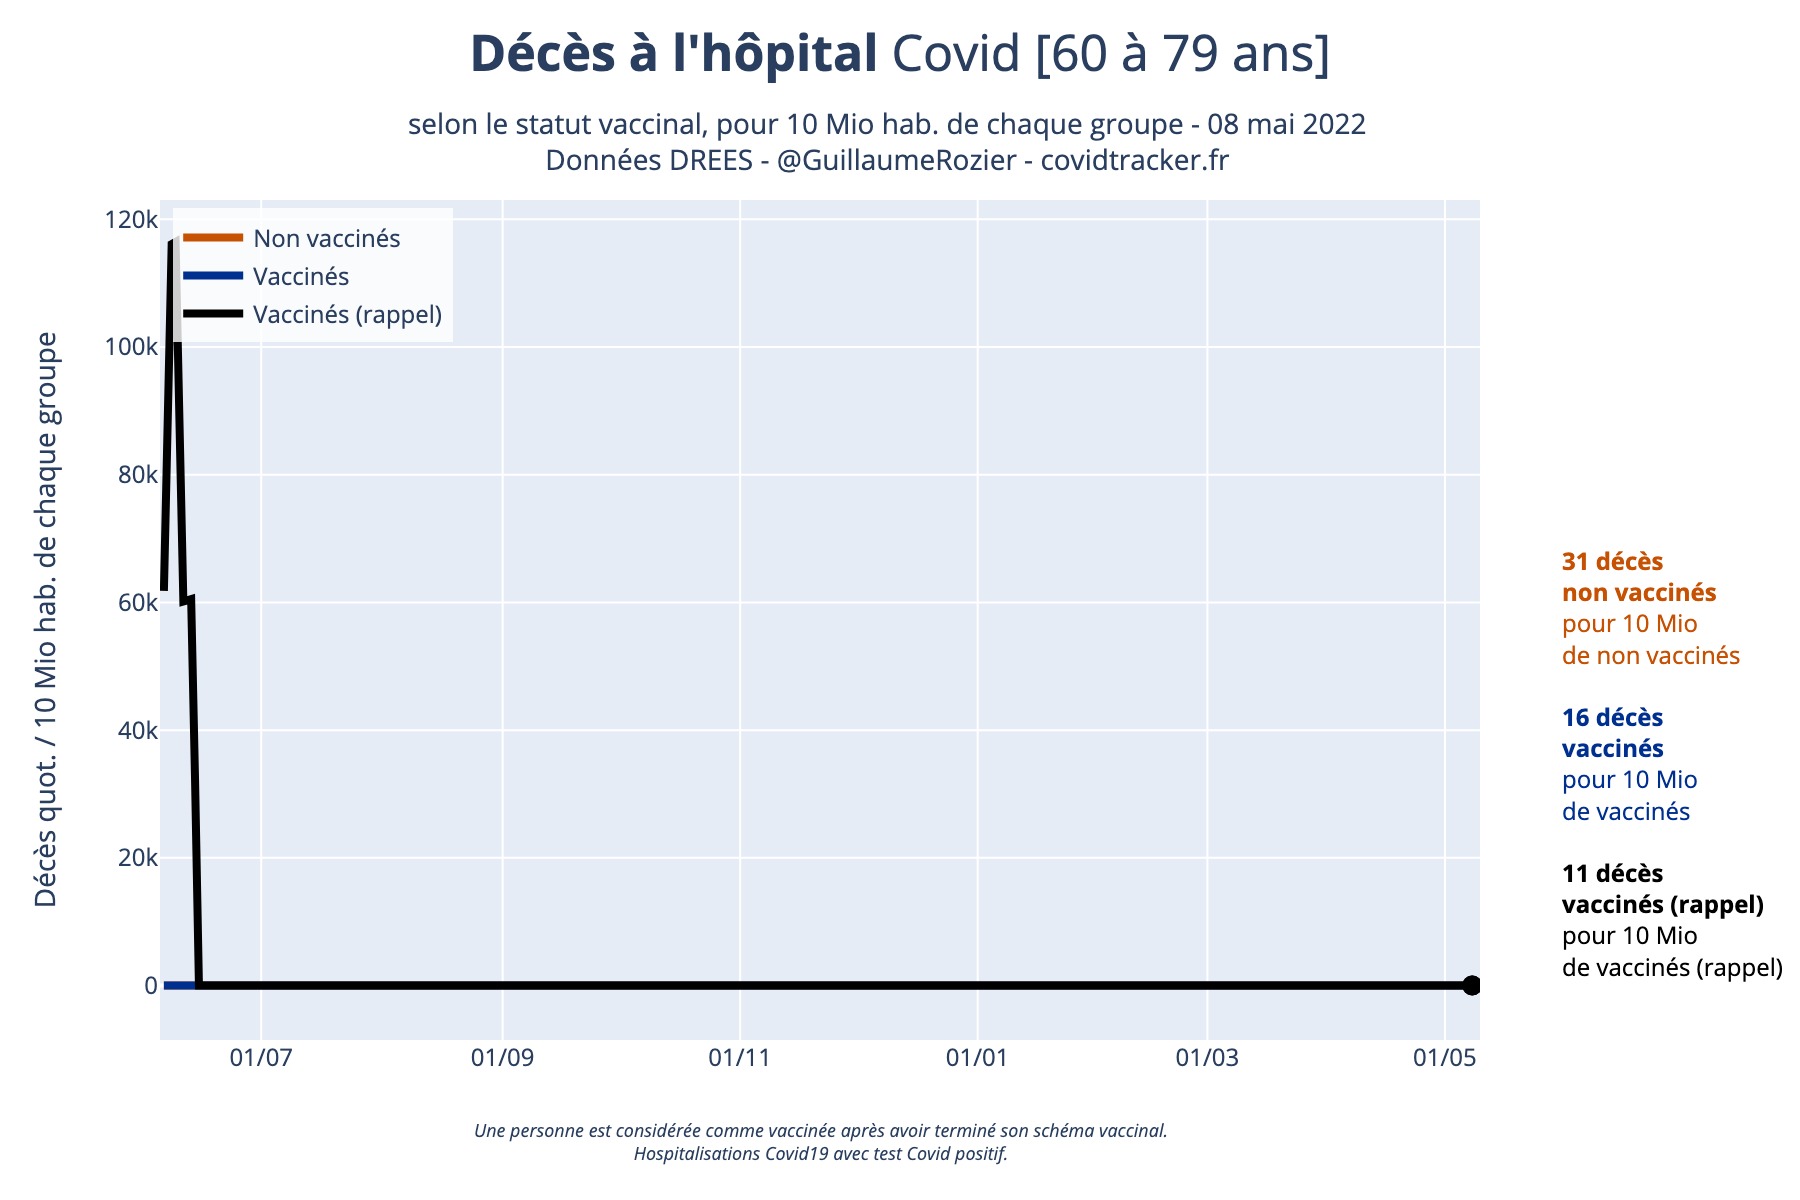 Décès à l'hôpital Covid [60 à 79 ans]
selon le statut vaccinal, pour 10 Mio hab. de chaque groupe - 08 mai 2022
Données DREES - @GuillaumeRozier - covidtracker.fr
Décès quot. / 10 Mio hab. de chaque groupe
120k
100k
80k
60k
40k
20k
0
Non vaccinés
Vaccinés
Vaccinés (rappel)
01/07
01/09
01/11
01/01
01/03
01/05
31 décès
non vaccinés
pour 10 Mio
de non vaccinés
16 décès
vaccinés
pour 10 Mio
de vaccinés
11 décès
vaccinés (rappel)
pour 10 Mio
de vaccinés (rappel)
Une personne est considérée comme vaccinée après avoir terminé son schéma vaccinal.
Hospitalisations Covid19 avec test Covid positif.